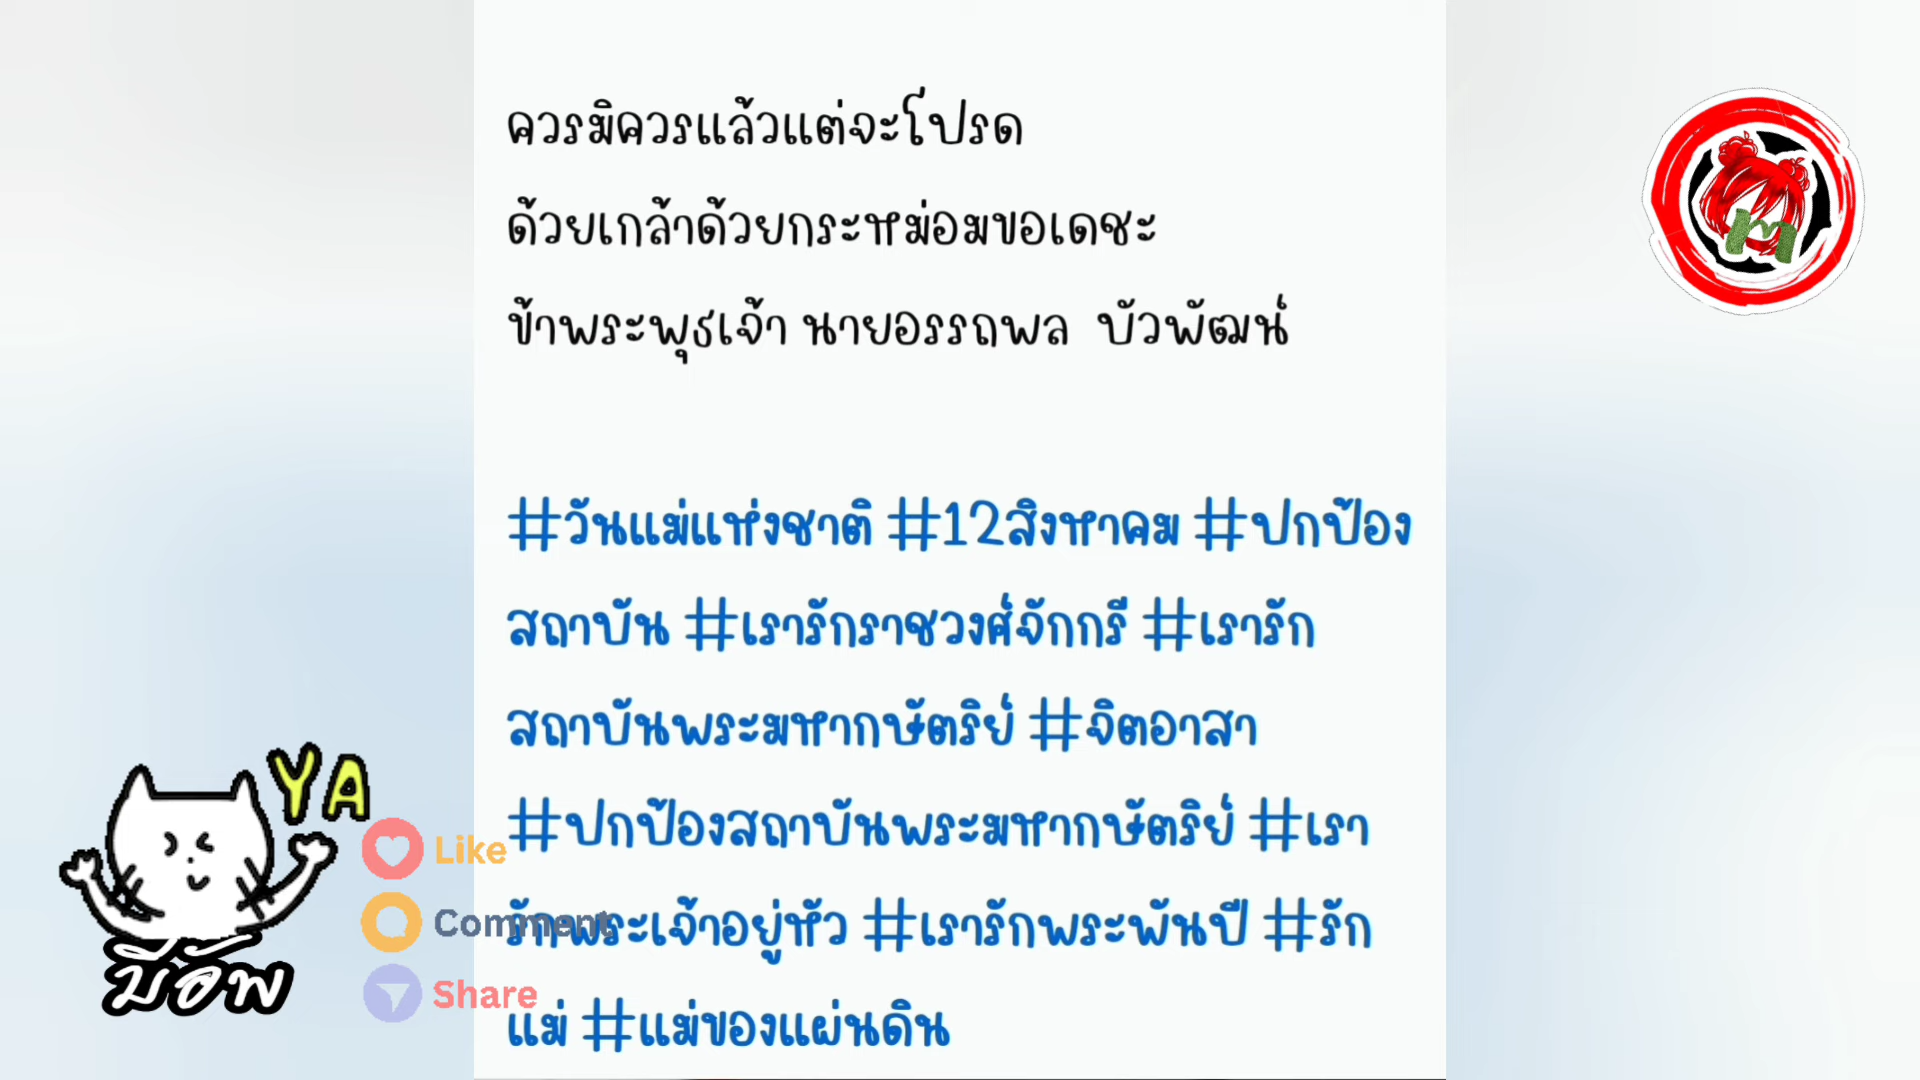 ควรมิควรแล้วแต่จะโปรด
ด้วยเกล้าด้วยกระหม่อมขอเดชะ
ข้าพระพุธเจ้า นายอรรถพล บัวพัฒน์
#วันแม่แห่งชาติ #12สิงหาคม #ปกป้อง
สถาบัน #เรารักราชวงศ์จักกรี #เรารัก
สถาบันพระมหากษัตริย์ #จิตอาสา
#ปกป้องสถาบันพระมหากษัตริย์ #เรา
รักพระเจ้าอยู่หัว #เรารักพระพันปี #รัก
แม่ #แม่ของแผ่นดิน
YA
มีอัพ
Like
Comment
Share
m